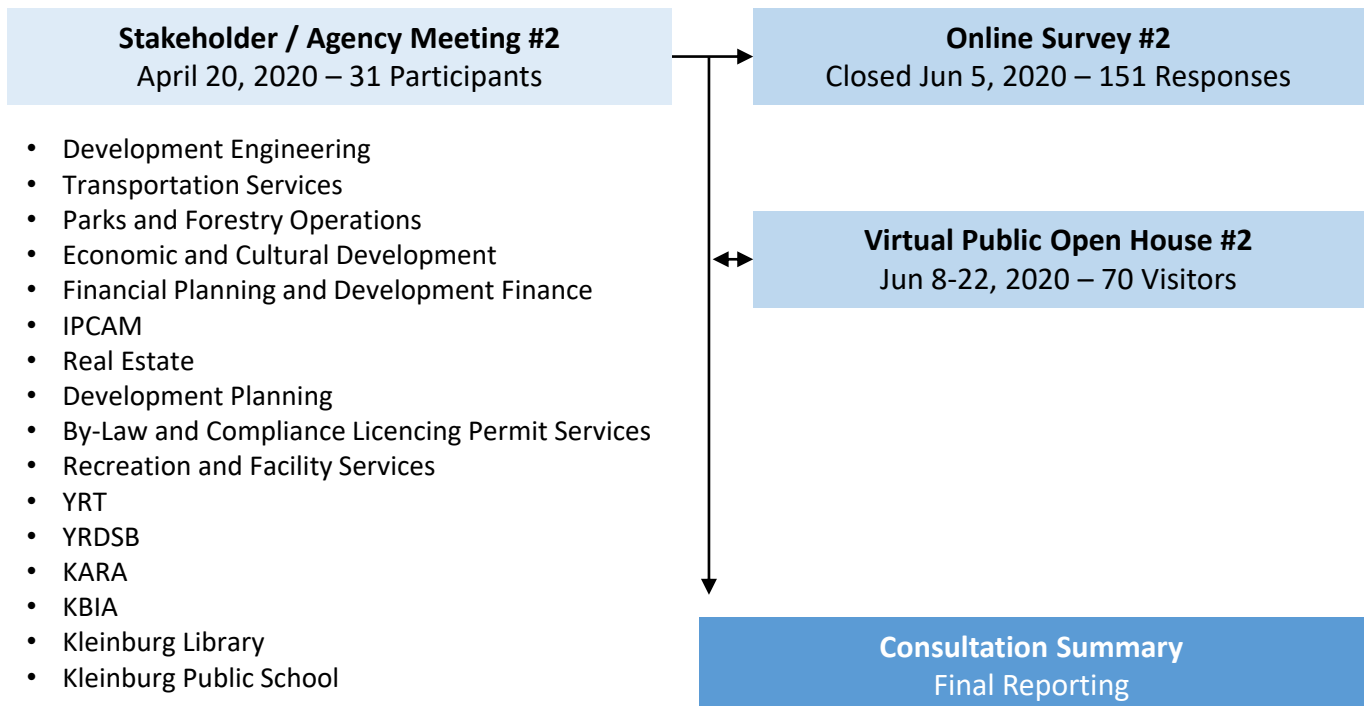 Stakeholder / Agency Meeting #2
April 20, 2020 – 31 Participants
• Development Engineering
• Transportation Services
• Parks and Forestry Operations
• Economic and Cultural Development
• Financial Planning and Development Finance
• IPCAM
• Real Estate
• Development Planning
• By-Law and Compliance Licencing Permit Services
• Recreation and Facility Services
• YRT
• YRDSB
• KARA
• KBIA
• Kleinburg Library
• Kleinburg Public School
Online Survey #2
Closed Jun 5, 2020 – 151 Responses
Virtual Public Open House #2
Jun 8-22, 2020 – 70 Visitors
Consultation Summary
Final Reporting